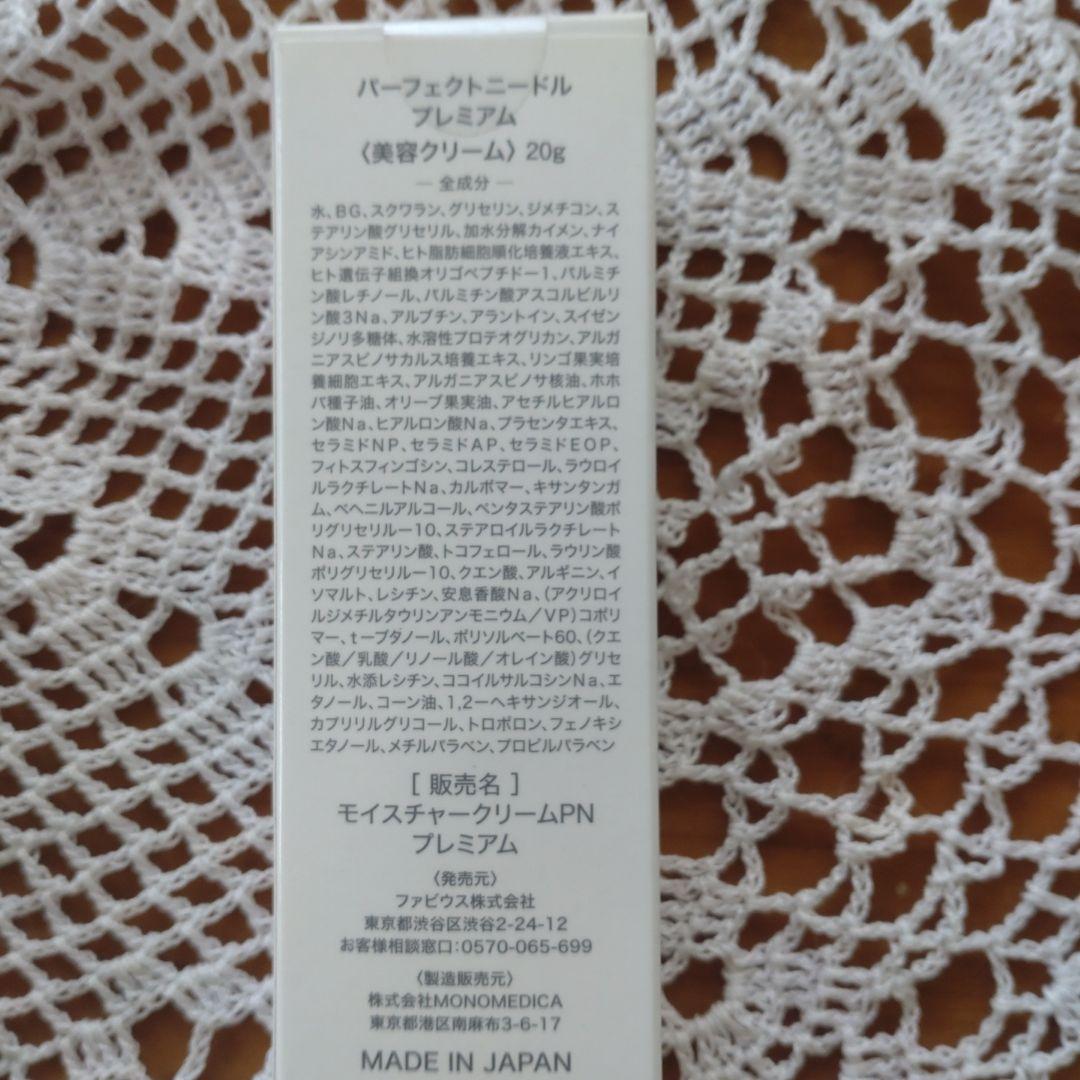 パーフェクトニードル
プレミアム
〈美容クリーム〉20g
— 全成分 —
水、BG、スクワラン、グリセリン、ジメチコン、ス
テアリン酸グリセリル、加水分解カイメン、ナイ
アシンアミド、ヒト脂肪細胞順化培養液エキス、
ヒト遺伝子組換オリゴペプチドー1、パルミチ
ン酸レチノール、パルミチン酸アスコルビルリ
ン酸3Na、アルブチン、アラントイン、スイゼン
ジノリ多糖体、水溶性プロテオグリカン、アルガ
ニアスピノサカルス培養エキス、リンゴ果実培
養細胞エキス、アルガニアスピノサ核油、ホホ
バ種子油、オリーブ果実油、アセチルヒアルロ
ン酸Na、ヒアルロン酸Na、プラセンタエキス、
セラミドNP、セラミドAP、セラミドEOP、
フィトスフィンゴシン、コレステロール、ラウロイ
ルラクチレートNa、カルボマー、キサンタンガ
ム、ベヘニルアルコール、ペンタステアリン酸ポ
リグリセリルー10、ステアロイルラクチレート
Na、ステアリン酸、トコフェロール、ラウリン酸
ポリグリセリルー10、クエン酸、アルギニン、イ
ソマルト、レシチン、安息香酸Na、(アクリロイ
ルジメチルタウリンアンモニウム/VP)コポリ
マー、tーブタノール、ポリソルベート60、(クエ
ン酸/乳酸/リノール酸/オレイン酸)グリセ
リル、水添レシチン、ココイルサルコシンNa、エ
タノール、コーン油、1,2ーヘキサンジオール、
カプリリルグリコール、トロポロン、フェノキシ
エタノール、メチルパラベン、プロピルパラベン
[ 販売名 ]
モイスチャークリームPN
プレミアム
〈発売元〉
ファビウス株式会社
東京都渋谷区渋谷2-24-12
お客様相談窓口:0570-065-699
〈製造販売元〉
株式会社MONOMEDICA
東京都港区南麻布3-6-17
MADE IN JAPAN